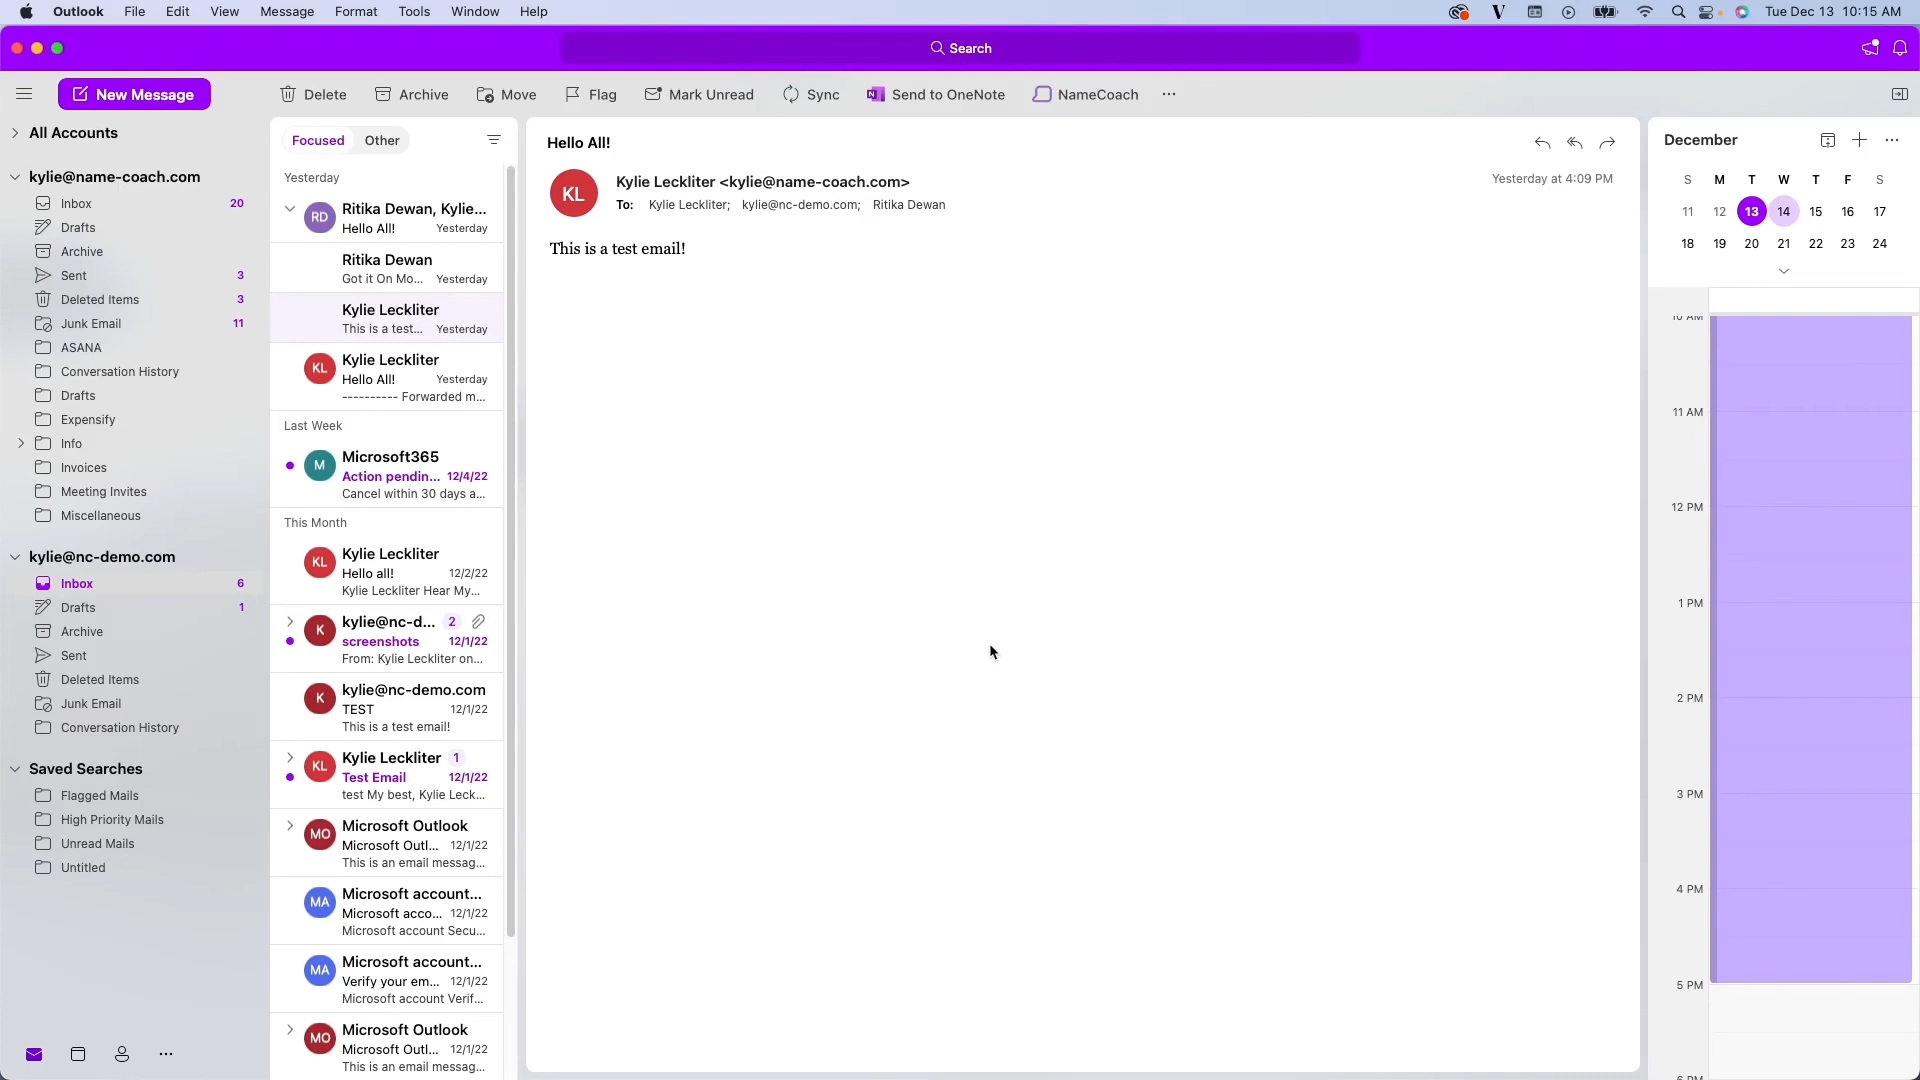 Outlook File Edit View Message Format Tools Window Help Tue Dec 13 10:15 AM
Search
New Message Delete Archive Move Flag Mark Unread Sync Send to OneNote NameCoach
All Accounts
kylie@name-coach.com
Inbox 20
Drafts
Archive
Sent 3
Deleted Items 3
Junk Email 11
ASANA
Conversation History
Drafts
Expensify
Info
Invoices
Meeting Invites
Miscellaneous
kylie@nc-demo.com
Inbox 6
Drafts 1
Archive
Sent
Deleted Items
Junk Email
Conversation History
Saved Searches
Flagged Mails
High Priority Mails
Unread Mails
Untitled
Focused Other
Yesterday
RD Ritika Dewan, Kylie...
Hello All! Yesterday
Ritika Dewan
Got it On Mo... Yesterday
Kylie Leckliter
This is a test... Yesterday
KL Kylie Leckliter
Hello All! Yesterday
---------- Forwarded m...
Last Week
M Microsoft365
Action pendin... 12/4/22
Cancel within 30 days a...
This Month
KL Kylie Leckliter
Hello all! 12/2/22
Kylie Leckliter Hear My...
K kylie@nc-d... 2
screenshots 12/1/22
From: Kylie Leckliter on...
K kylie@nc-demo.com
TEST 12/1/22
This is a test email!
KL Kylie Leckliter 1
Test Email 12/1/22
test My best, Kylie Leck...
MO Microsoft Outlook
Microsoft Outl... 12/1/22
This is an email messag...
MA Microsoft account...
Microsoft acco... 12/1/22
Microsoft account Secu...
MA Microsoft account...
Verify your em... 12/1/22
Microsoft account Verif...
MO Microsoft Outlook
Microsoft Outl... 12/1/22
This is an email messag...
Hello All!
KL Kylie Leckliter <kylie@name-coach.com> Yesterday at 4:09 PM
To: Kylie Leckliter; kylie@nc-demo.com; Ritika Dewan
This is a test email!
December
S M T W T F S
11 12 13 14 15 16 17
18 19 20 21 22 23 24
10 AM
11 AM
12 PM
1 PM
2 PM
3 PM
4 PM
5 PM
6 PM